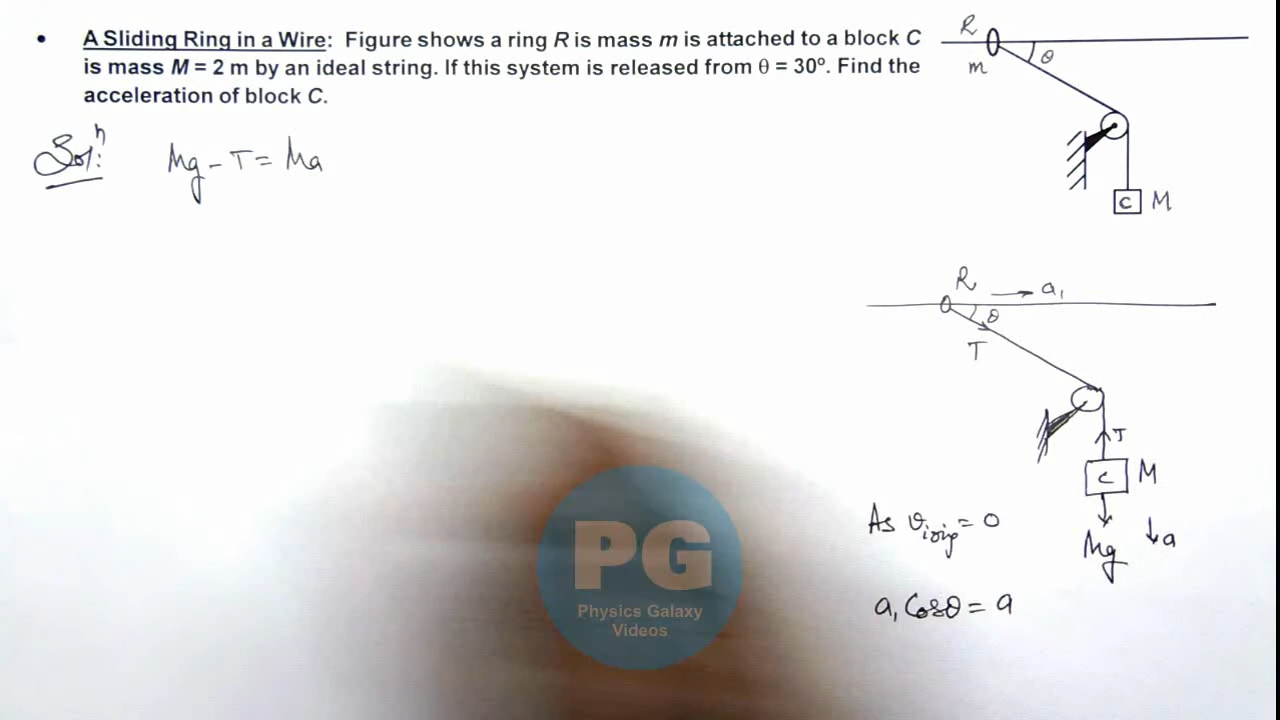 • A Sliding Ring in a Wire: Figure shows a ring R is mass m is attached to a block C
is mass M = 2 m by an ideal string. If this system is released from θ = 30º. Find the
acceleration of block C.
R
m
θ
C M
Solⁿ: Mg - T = Ma
R → a₁
θ
T
T
C M
Mg ↓a
As v = 0
a₁ Cosθ = a
PG
Physics Galaxy
Videos